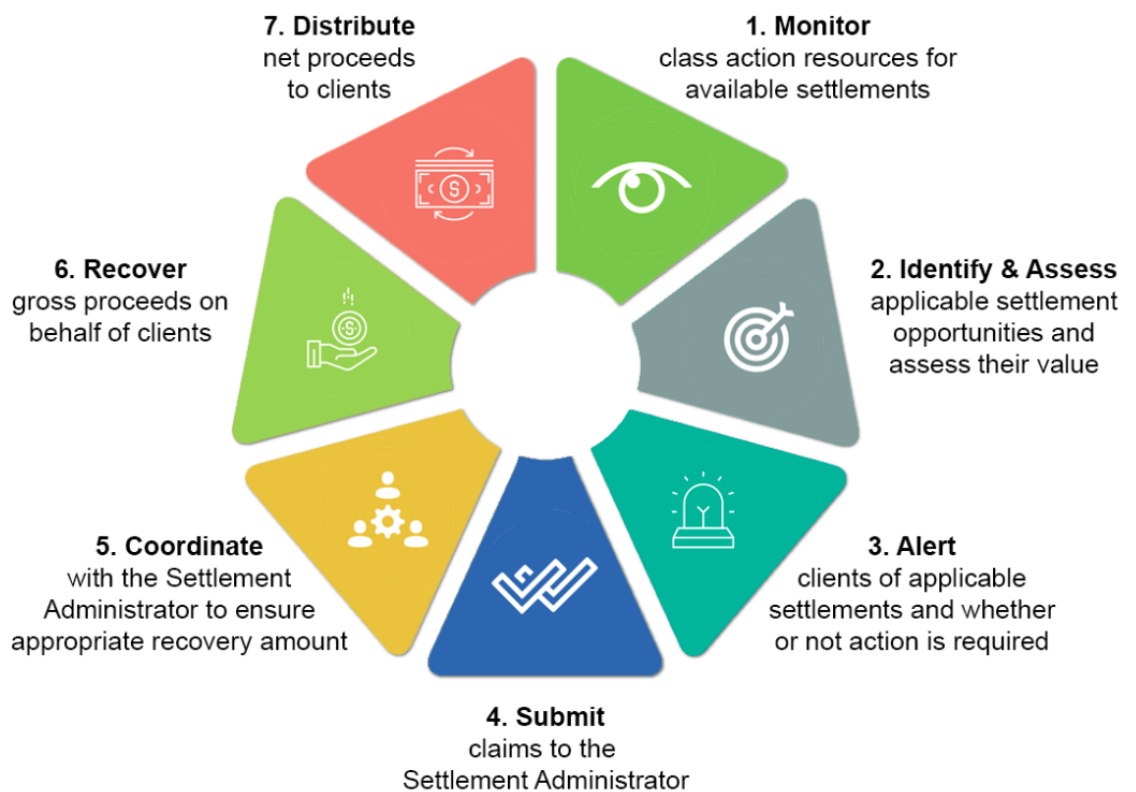 1. Monitor
class action resources for
available settlements
2. Identify & Assess
applicable settlement
opportunities and
assess their value
3. Alert
clients of applicable
settlements and whether
or not action is required
4. Submit
claims to the
Settlement Administrator
5. Coordinate
with the Settlement
Administrator to ensure
appropriate recovery amount
6. Recover
gross proceeds on
behalf of clients
7. Distribute
net proceeds
to clients